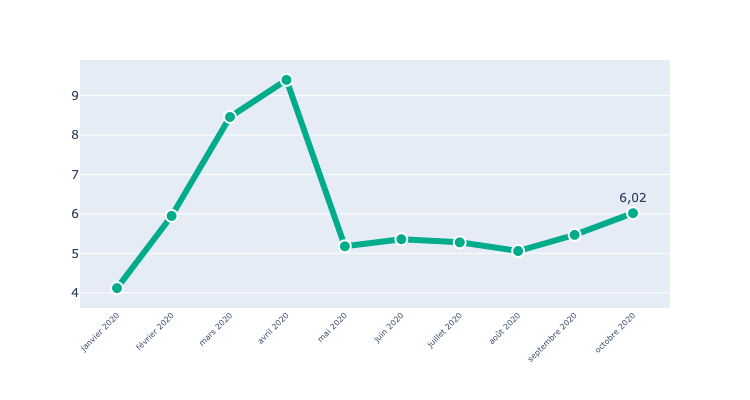 9
8
7
6
5
4
6,02
janvier 2020
février 2020
mars 2020
avril 2020
mai 2020
juin 2020
juillet 2020
août 2020
septembre 2020
octobre 2020